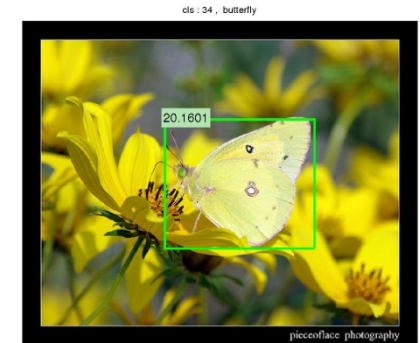 cls : 34 , butterfly
20.1601
pieceoflace photography